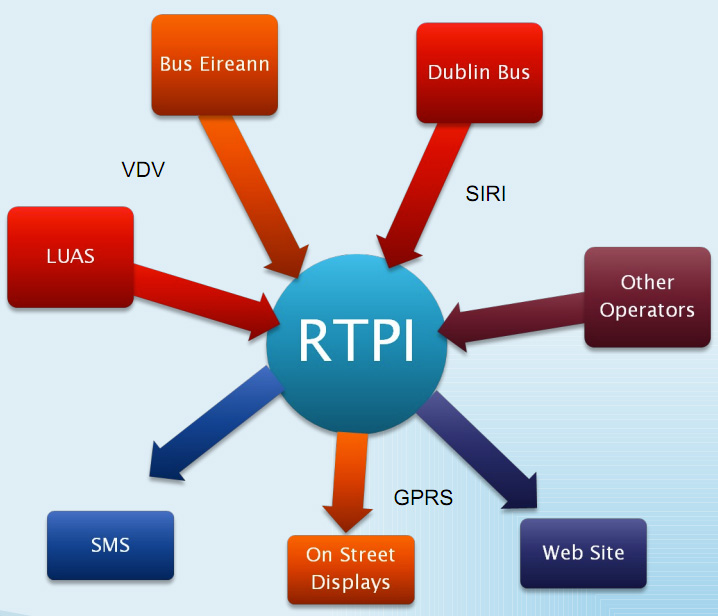 Bus Eireann
Dublin Bus
VDV
SIRI
LUAS
Other
Operators
RTPI
GPRS
SMS
On Street
Displays
Web Site